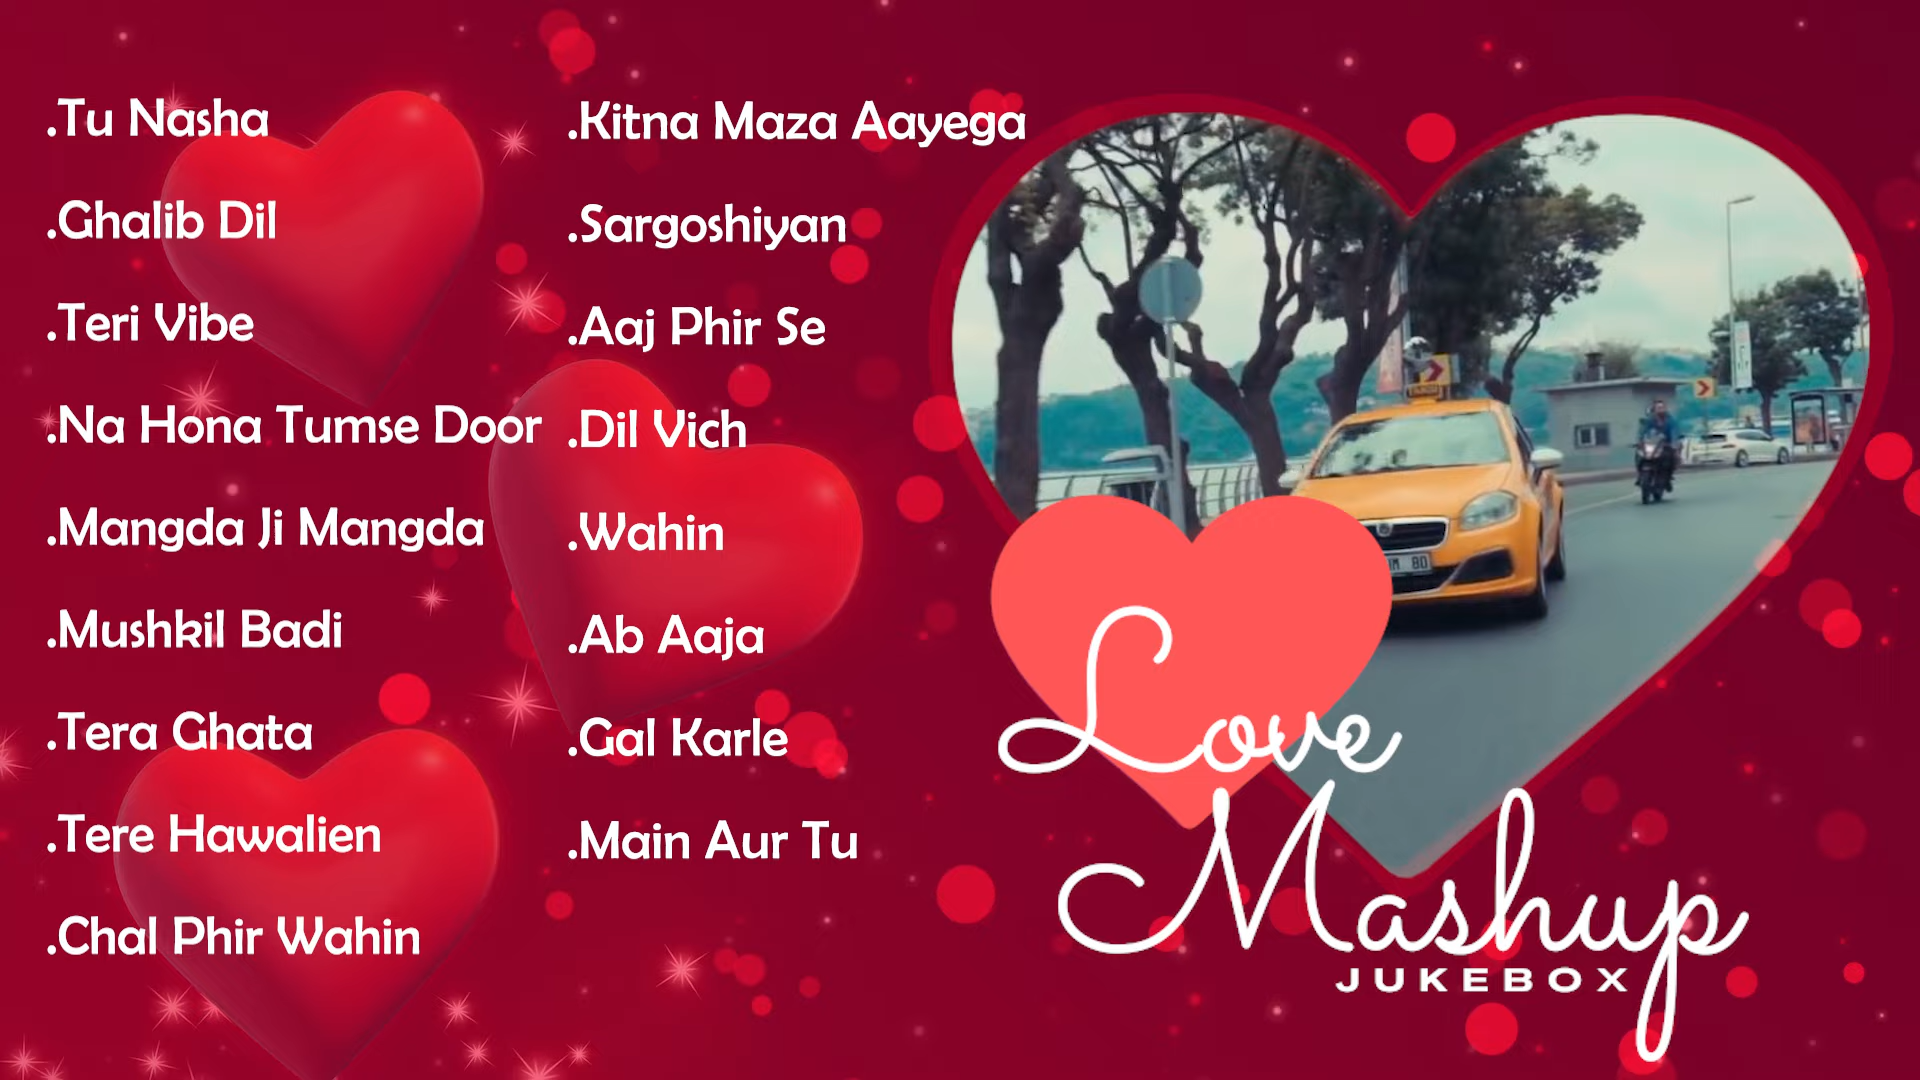 .Tu Nasha
.Ghalib Dil
.Teri Vibe
.Na Hona Tumse Door
.Mangda Ji Mangda
.Mushkil Badi
.Tera Ghata
.Tere Hawalien
.Chal Phir Wahin
.Kitna Maza Aayega
.Sargoshiyan
.Aaj Phir Se
.Dil Vich
.Wahin
.Ab Aaja
.Gal Karle
.Main Aur Tu
Love
Mashup
JUKEBOX
80